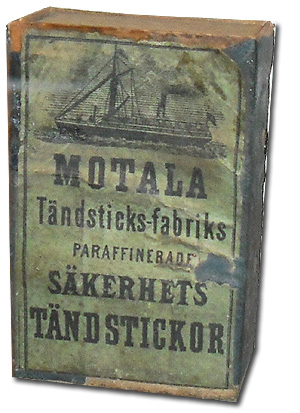 MOTALA
Tändsticks-fabriks
PARAFFINERADE
SÄKERHETS
TÄNDSTICKOR